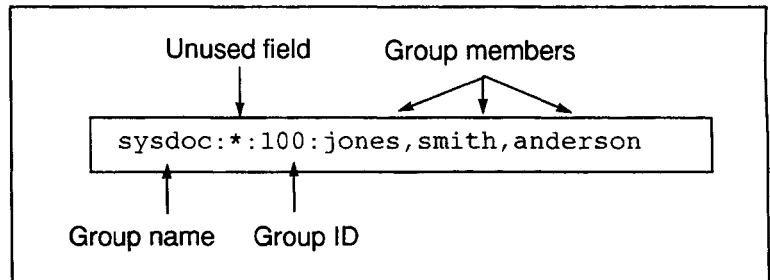 Unused field Group members
sysdoc:*:100:jones,smith,anderson
Group name Group ID